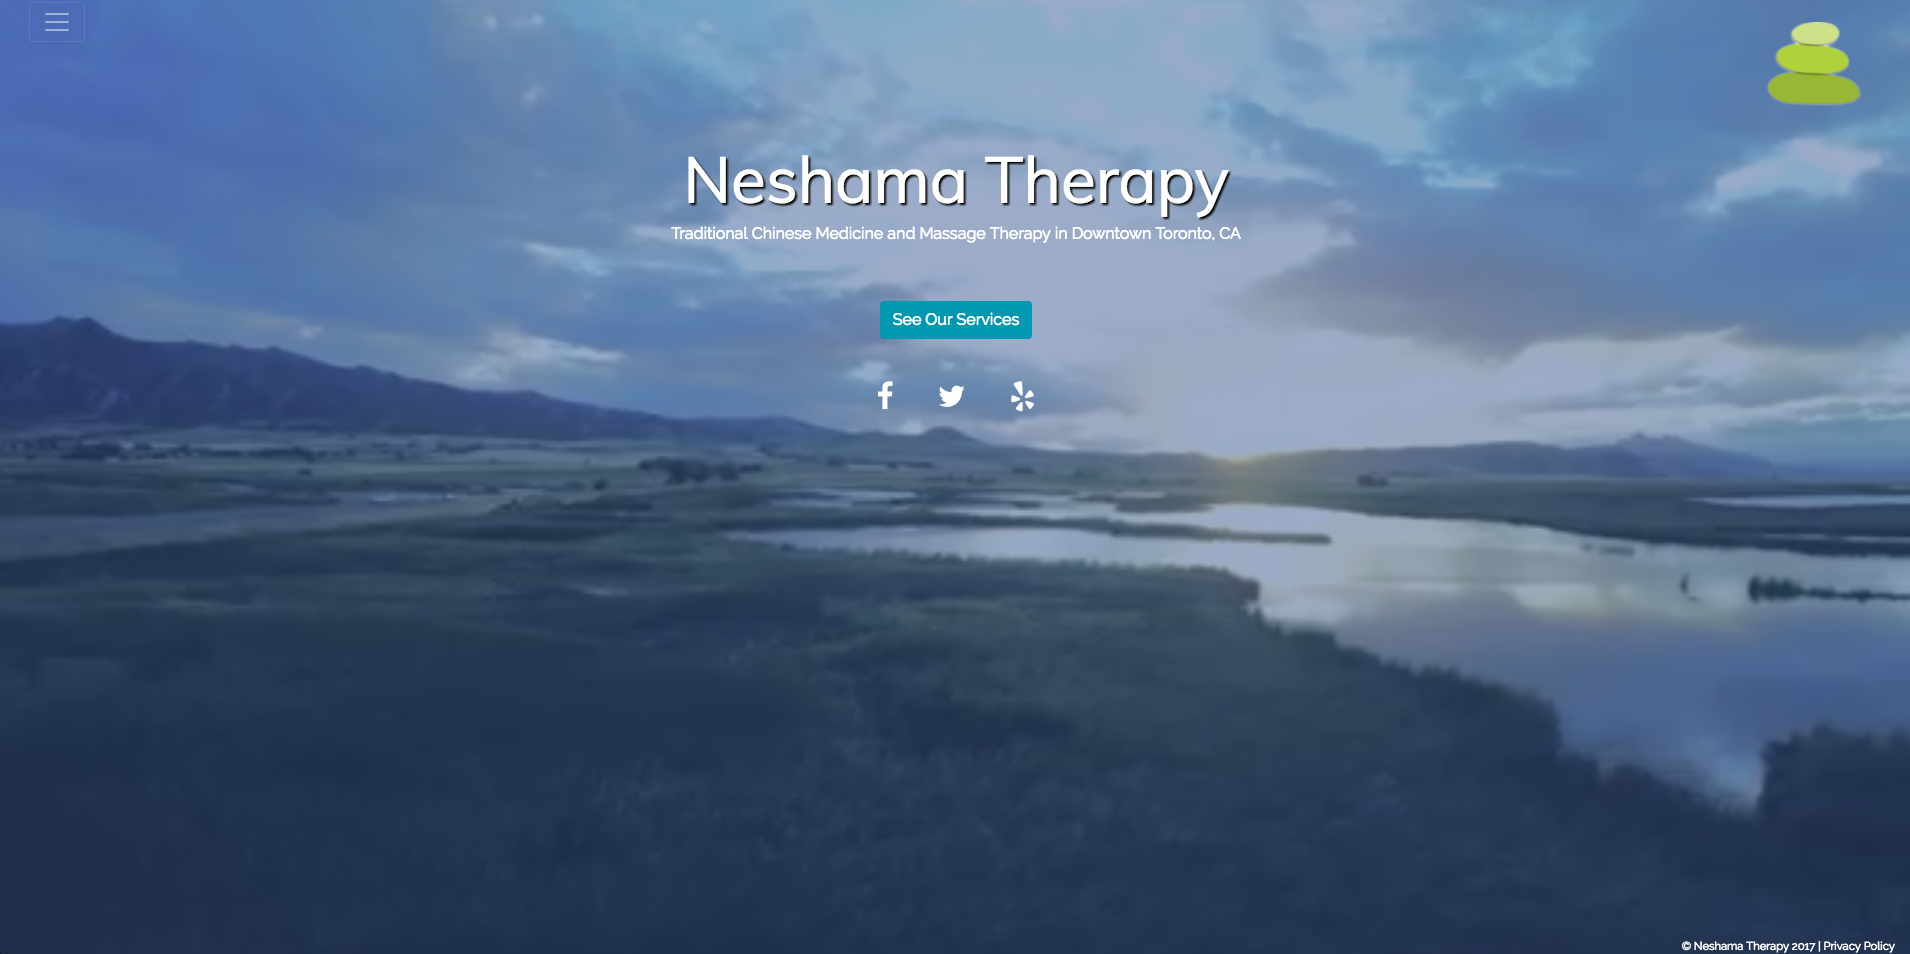 Neshama Therapy
Traditional Chinese Medicine and Massage Therapy in Downtown Toronto, CA
See Our Services
© Neshama Therapy 2017 | Privacy Policy